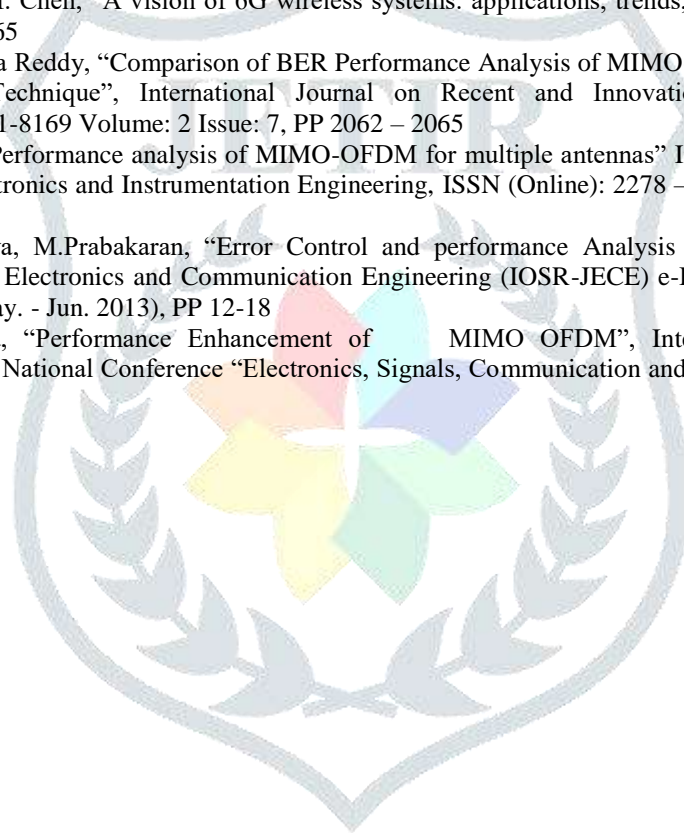 Chen, “A vision of 6G wireless systems: applications, trends,
65
a Reddy, “Comparison of BER Performance Analysis of MIMO
Technique”, International Journal on Recent and Innovatio
1-8169 Volume: 2 Issue: 7, PP 2062 – 2065
Performance analysis of MIMO-OFDM for multiple antennas” I
tronics and Instrumentation Engineering, ISSN (Online): 2278 –
va, M.Prabakaran, “Error Control and performance Analysis
Electronics and Communication Engineering (IOSR-JECE) e-I
ay. - Jun. 2013), PP 12-18
, “Performance Enhancement of MIMO OFDM”, Inte
National Conference “Electronics, Signals, Communication and
JETIR